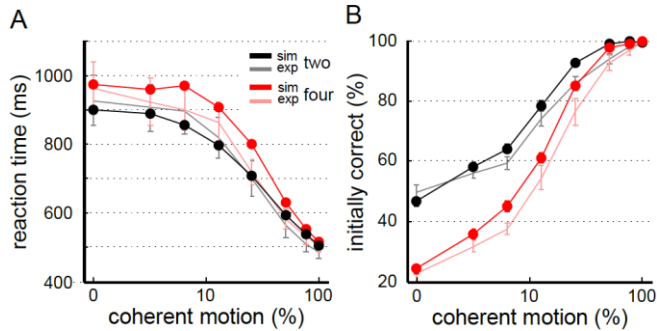 A
reaction time (ms)
1000
800
600
400
0
10
100
coherent motion (%)
sim
exp
two
sim
exp
four
B
initially correct (%)
100
80
60
40
20
0
10
100
coherent motion (%)